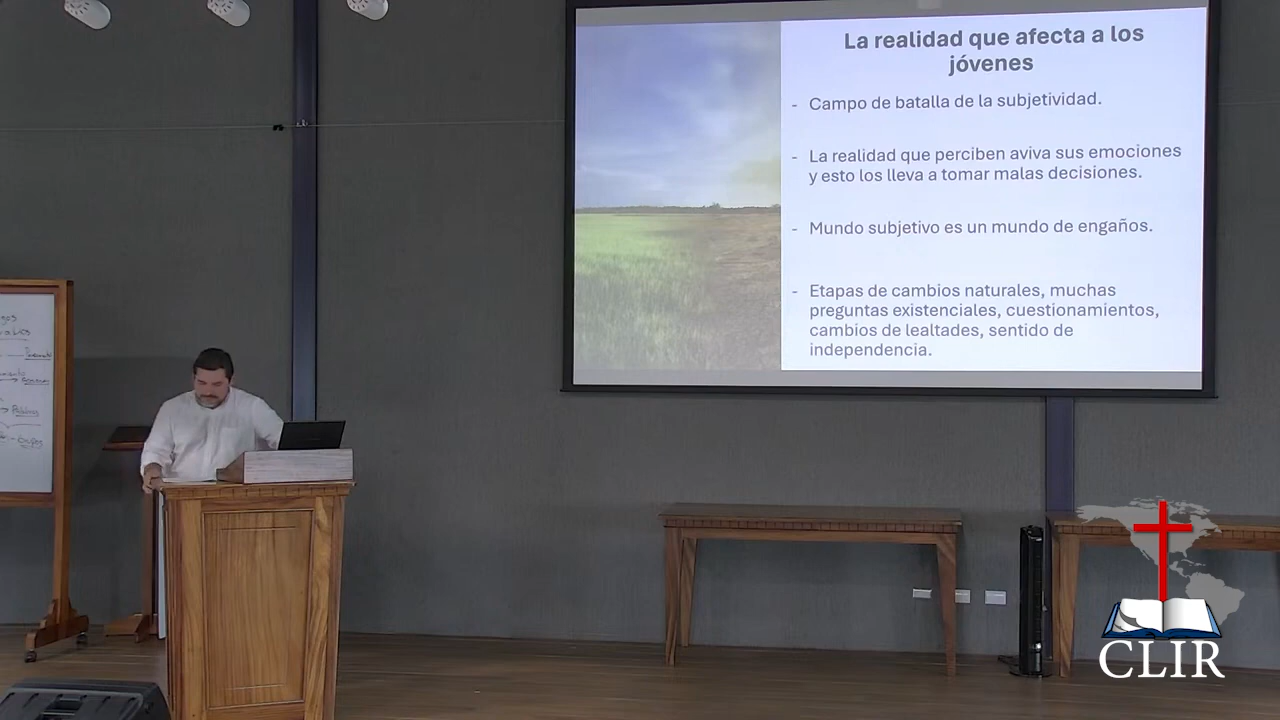 La realidad que afecta a los
jóvenes
- Campo de batalla de la subjetividad.
- La realidad que perciben aviva sus emociones
y esto los lleva a tomar malas decisiones.
- Mundo subjetivo es un mundo de engaños.
- Etapas de cambios naturales, muchas
preguntas existenciales, cuestionamientos,
cambios de lealtades, sentido de
independencia.
CLIR